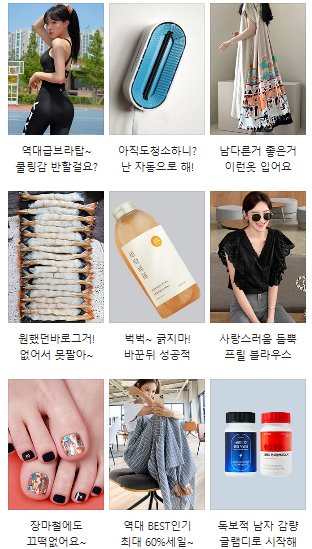 역대급브라탑~
쿨링감 반할걸요?
아직도청소하니?
난 자동으로 해!
남다른거 좋은거
이런옷 입어요
원했던바로그거!
없어서 못팔아~
벅벅~ 긁지마!
바꾼뒤 성공적
사랑스러움 듬뿍
프릴 블라우스
장마철에도
끄떡없어요~
역대 BEST인기
최대 60%세일~
독보적 남자 감량
글램디로 시작해